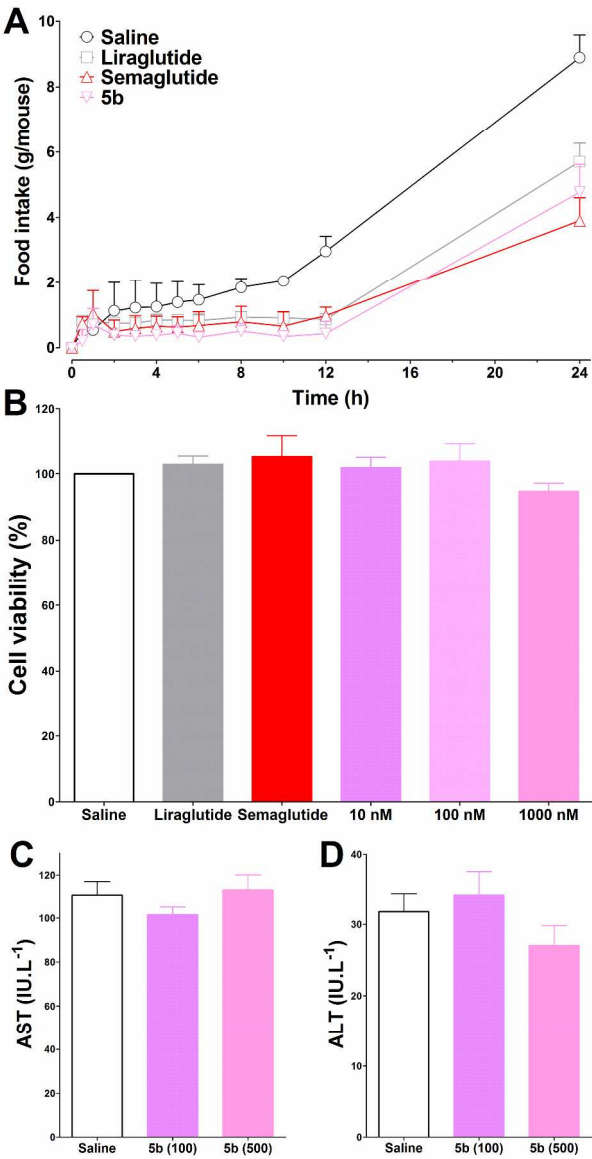 A
Saline
Liraglutide
Semaglutide
5b
Food intake (g/mouse)
10
8
6
4
2
0
0 4 8 12 16 20 24
Time (h)
B
Cell viability (%)
120
100
80
60
40
20
0
Saline Liraglutide Semaglutide 10 nM 100 nM 1000 nM
C
AST (IU.L⁻¹)
120
100
80
60
40
20
0
Saline 5b (100) 5b (500)
D
ALT (IU.L⁻¹)
40
30
20
10
0
Saline 5b (100) 5b (500)